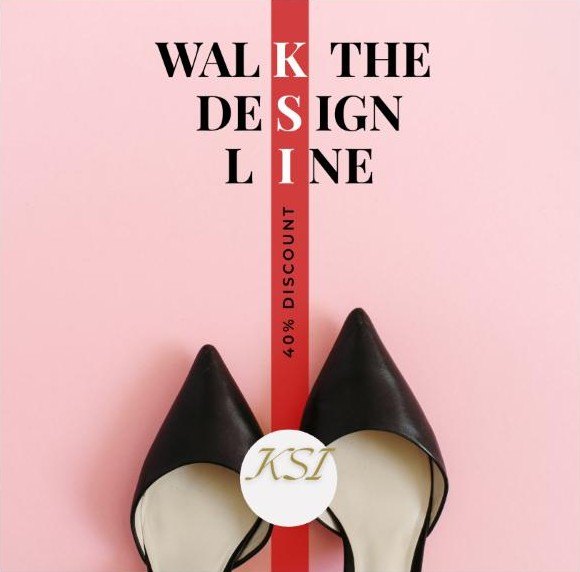 WALK THE
DESIGN
LINE
40% DISCOUNT
KSI